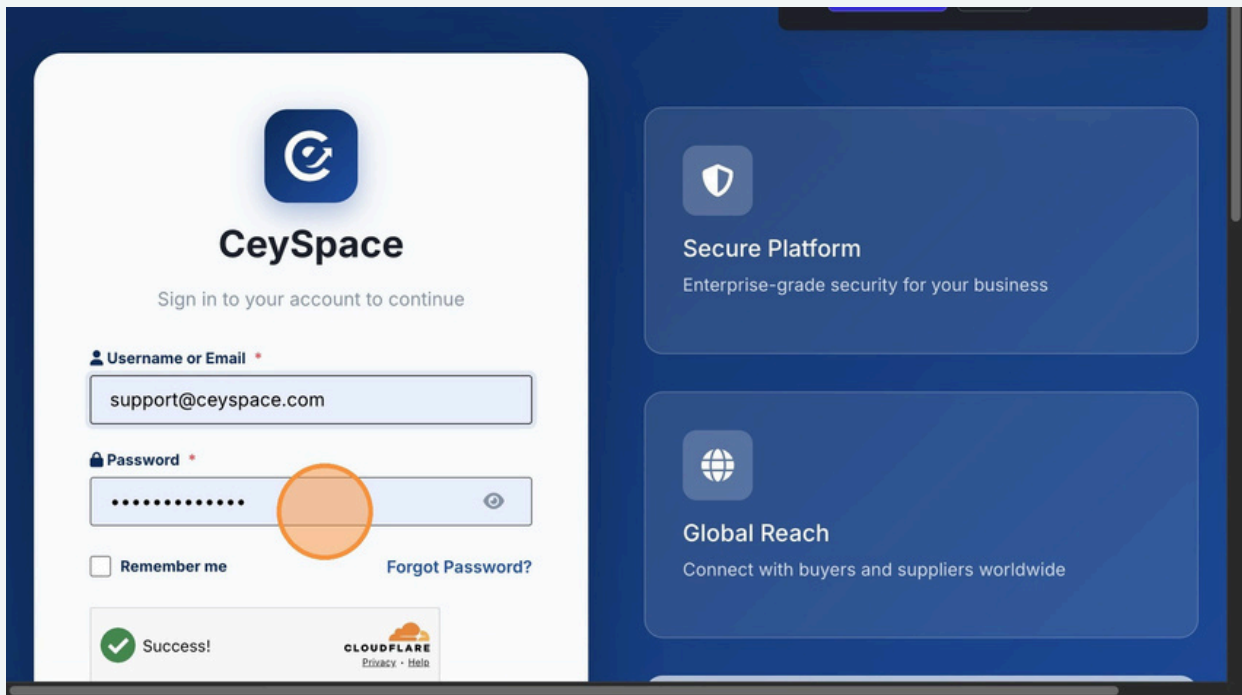 CeySpace
Sign in to your account to continue
Username or Email *
support@ceyspace.com
Password *
•••••••••••••
Remember me
Forgot Password?
Success!
CLOUDFLARE
Privacy • Help
Secure Platform
Enterprise-grade security for your business
Global Reach
Connect with buyers and suppliers worldwide